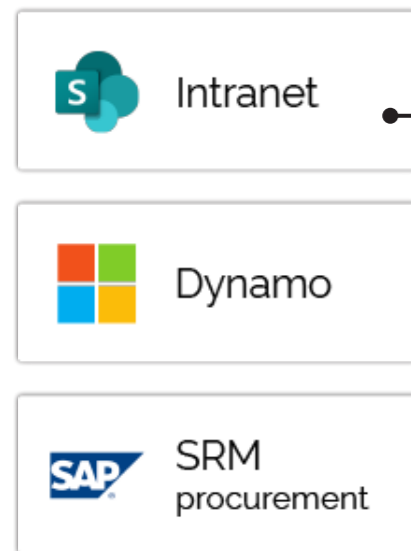 S
Intranet
Dynamo
SAP
SRM
procurement